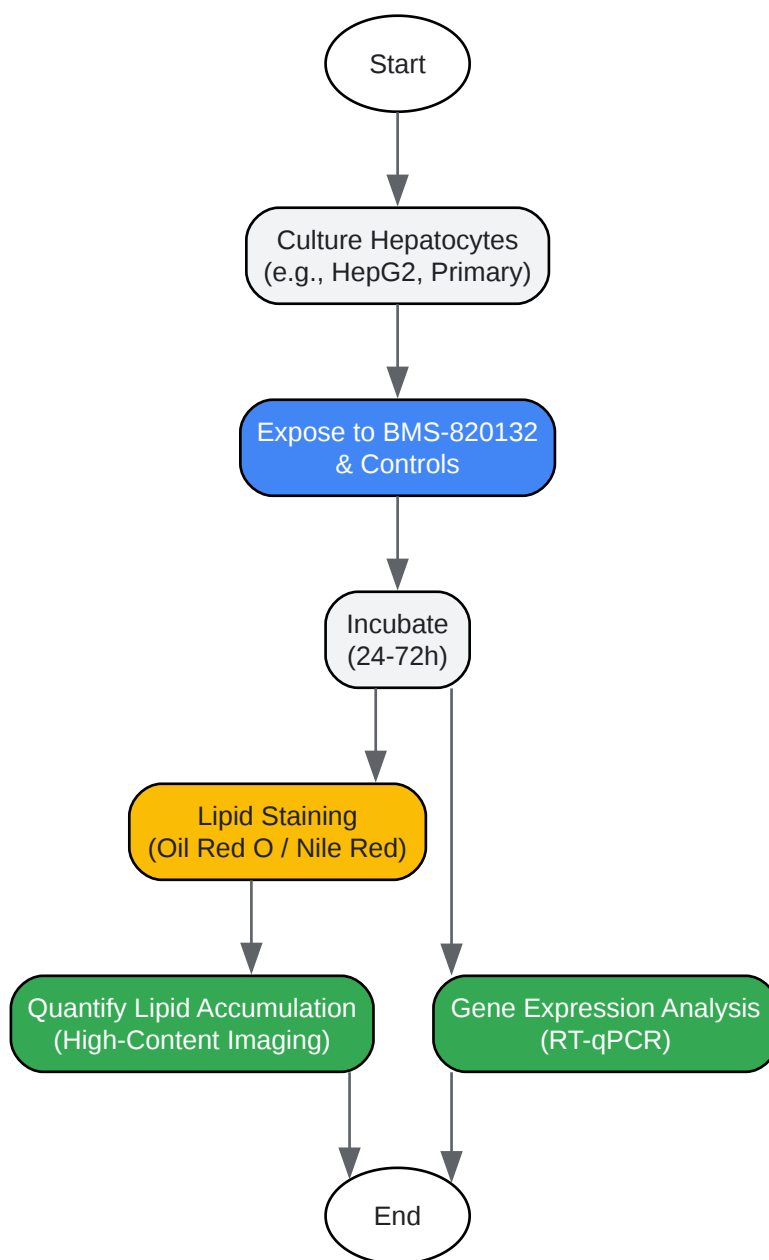 Start
Culture Hepatocytes
(e.g., HepG2, Primary)
Expose to BMS-820132
& Controls
Incubate
(24-72h)
Lipid Staining
(Oil Red O / Nile Red)
Quantify Lipid Accumulation
(High-Content Imaging)
Gene Expression Analysis
(RT-qPCR)
End